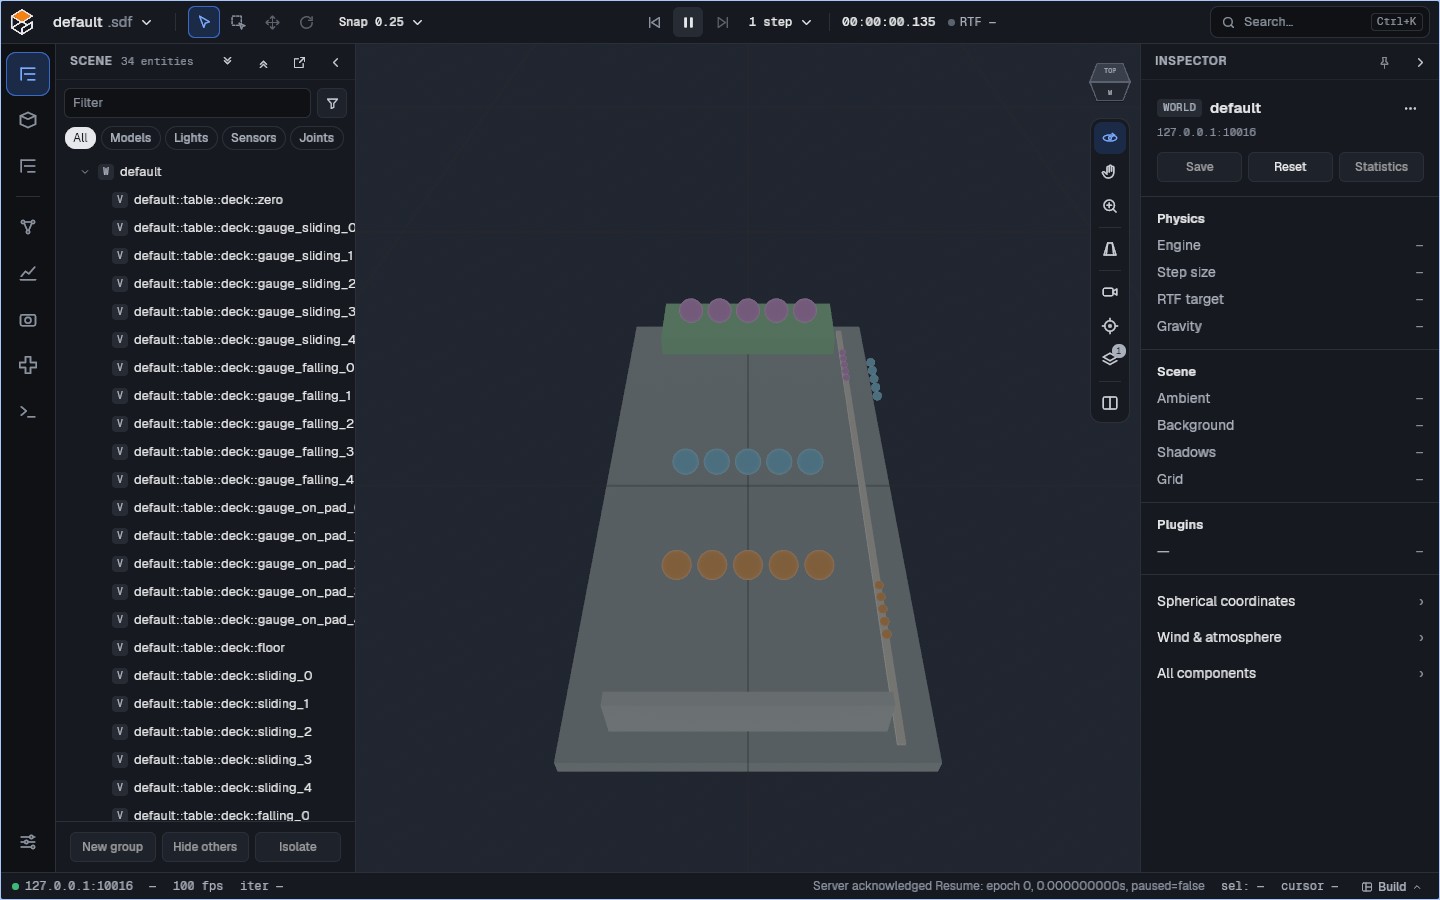 default .sdf
Snap 0.25
1 step
00:00:00.135
RTF –
Search...
Ctrl+K
SCENE 34 entities
Filter
All
Models
Lights
Sensors
Joints
W default
V default::table::deck::zero
V default::table::deck::gauge_sliding_0
V default::table::deck::gauge_sliding_1
V default::table::deck::gauge_sliding_2
V default::table::deck::gauge_sliding_3
V default::table::deck::gauge_sliding_4
V default::table::deck::gauge_falling_0
V default::table::deck::gauge_falling_1
V default::table::deck::gauge_falling_2
V default::table::deck::gauge_falling_3
V default::table::deck::gauge_falling_4
V default::table::deck::gauge_on_pad_
V default::table::deck::gauge_on_pad_
V default::table::deck::gauge_on_pad_
V default::table::deck::gauge_on_pad_
V default::table::deck::gauge_on_pad_
V default::table::deck::floor
V default::table::deck::sliding_0
V default::table::deck::sliding_1
V default::table::deck::sliding_2
V default::table::deck::sliding_3
V default::table::deck::sliding_4
V default::table::deck::falling_0
New group
Hide others
Isolate
TOP
1
INSPECTOR
WORLD default
127.0.0.1:10016
Save
Reset
Statistics
Physics
Engine –
Step size –
RTF target –
Gravity –
Scene
Ambient –
Background –
Shadows –
Grid –
Plugins
— –
Spherical coordinates
Wind & atmosphere
All components
127.0.0.1:10016 – 100 fps iter –
Server acknowledged Resume: epoch 0, 0.000000000s, paused=false
sel: –
cursor –
Build